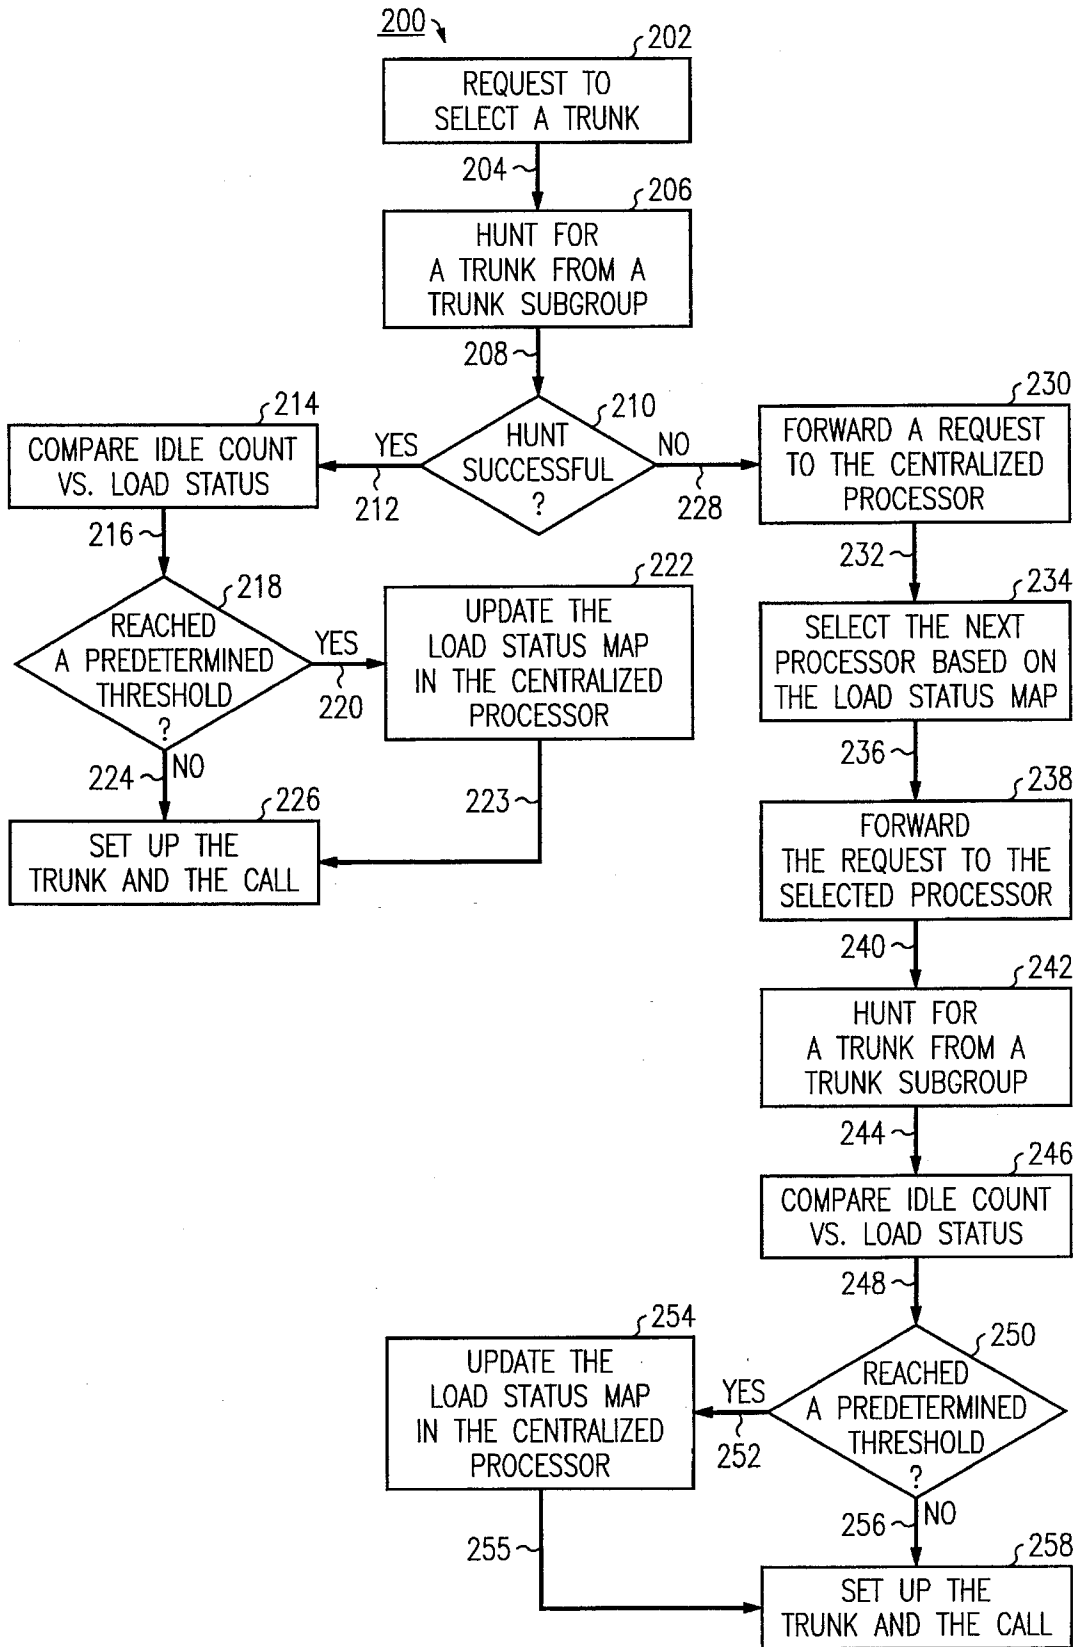 200
202
REQUEST TO
SELECT A TRUNK
204
206
HUNT FOR
A TRUNK FROM A
TRUNK SUBGROUP
208
210
HUNT
SUCCESSFUL
?
YES
212
NO
228
214
COMPARE IDLE COUNT
VS. LOAD STATUS
216
218
REACHED
A PREDETERMINED
THRESHOLD
?
YES
220
222
UPDATE THE
LOAD STATUS MAP
IN THE CENTRALIZED
PROCESSOR
223
224
NO
226
SET UP THE
TRUNK AND THE CALL
230
FORWARD A REQUEST
TO THE CENTRALIZED
PROCESSOR
232
234
SELECT THE NEXT
PROCESSOR BASED ON
THE LOAD STATUS MAP
236
238
FORWARD
THE REQUEST TO THE
SELECTED PROCESSOR
240
242
HUNT FOR
A TRUNK FROM A
TRUNK SUBGROUP
244
246
COMPARE IDLE COUNT
VS. LOAD STATUS
248
250
REACHED
A PREDETERMINED
THRESHOLD
?
YES
252
254
UPDATE THE
LOAD STATUS MAP
IN THE CENTRALIZED
PROCESSOR
255
256
NO
258
SET UP THE
TRUNK AND THE CALL